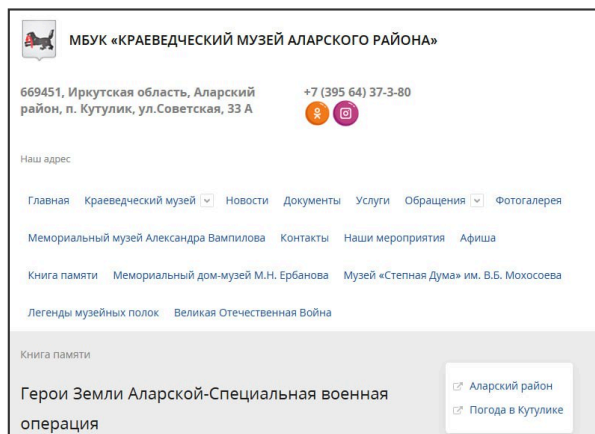 МБУК «КРАЕВЕДЧЕСКИЙ МУЗЕЙ АЛАРСКОГО РАЙОНА»
669451, Иркутская область, Аларский
район, п. Кутулик, ул.Советская, 33 А
+7 (395 64) 37-3-80
Наш адрес
Главная Краеведческий музей Новости Документы Услуги Обращения Фотогалерея
Мемориальный музей Александра Вампилова Контакты Наши мероприятия Афиша
Книга памяти Мемориальный дом-музей М.Н. Ербанова Музей «Степная Дума» им. В.Б. Мохосоева
Легенды музейных полок Великая Отечественная Война
Книга памяти
Герои Земли Аларской-Специальная военная
операция
Аларский район
Погода в Кутулике